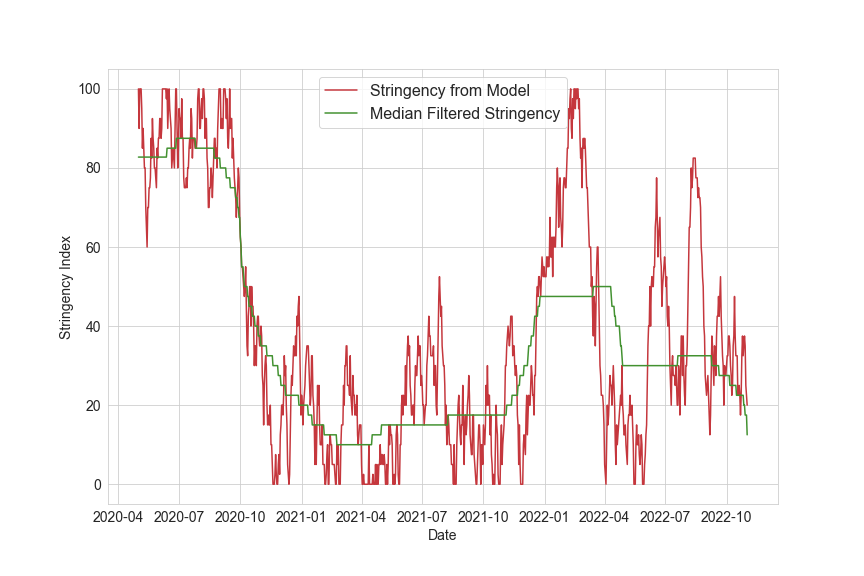 Stringency from Model
Median Filtered Stringency
100
80
60
40
20
0
Stringency Index
2020-04 2020-07 2020-10 2021-01 2021-04 2021-07 2021-10 2022-01 2022-04 2022-07 2022-10
Date